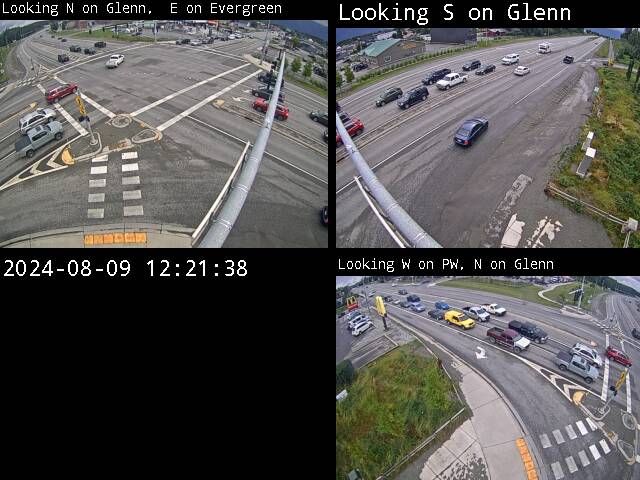 Looking N on Glenn,  E on Evergreen
Looking S on Glenn
2024-08-09 12:21:38
Looking W on PW, N on Glenn